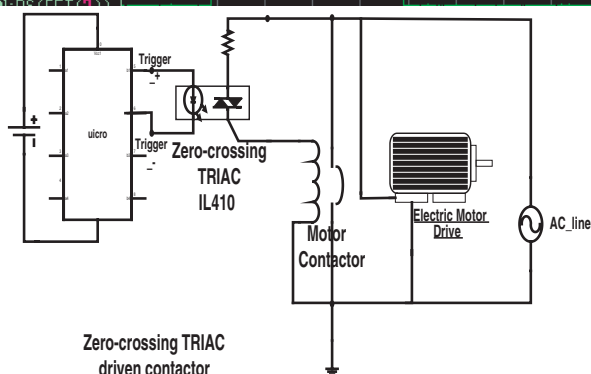 Trigger
+
−
+
uicro
Trigger
−
Zero-crossing
TRIAC
IL410
Motor
Contactor
Electric Motor
Drive
AC_line
Zero-crossing TRIAC
driven contactor